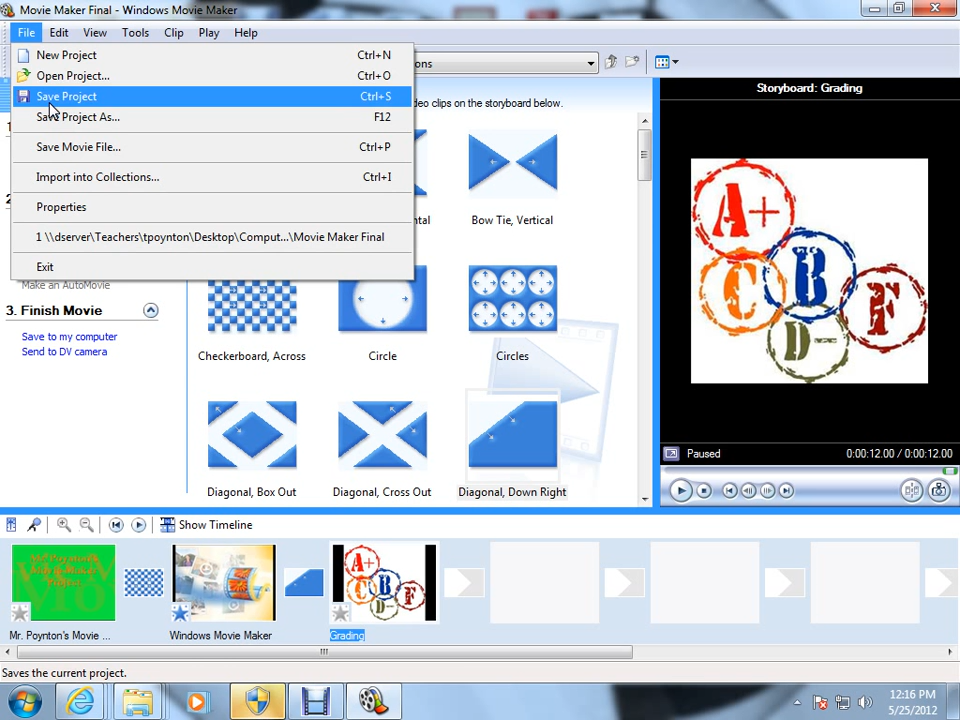 Movie Maker Final - Windows Movie Maker
File Edit View Tools Clip Play Help
New Project Ctrl+N
Open Project... Ctrl+O
Save Project Ctrl+S
Save Project As... F12
Save Movie File... Ctrl+P
Import into Collections... Ctrl+I
Properties
1 \\dserver\Teachers\tpoynton\Desktop\Comput...\Movie Maker Final
Exit
clips on the storyboard below.
Bow Tie, Vertical
Make an AutoMovie
3. Finish Movie
Save to my computer
Send to DV camera
Checkerboard, Across
Circle
Circles
Diagonal, Box Out
Diagonal, Cross Out
Diagonal, Down Right
Storyboard: Grading
A+
B
C
D-
F
Paused
0:00:12.00 / 0:00:12.00
Show Timeline
A+
C
B
F
D-
Mr. Poynton's Movie ...
Windows Movie Maker
Grading
Saves the current project.
12:16 PM
5/25/2012